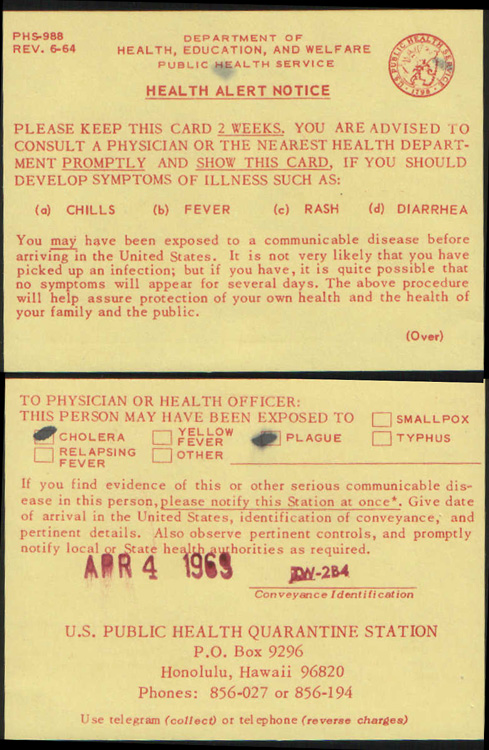 PHS-988
REV. 6-64
DEPARTMENT OF
HEALTH, EDUCATION, AND WELFARE
PUBLIC HEALTH SERVICE
U.S. PUBLIC HEALTH SERVICE
1798
HEALTH ALERT NOTICE
PLEASE KEEP THIS CARD 2 WEEKS. YOU ARE ADVISED TO
CONSULT A PHYSICIAN OR THE NEAREST HEALTH DEPART-
MENT PROMPTLY AND SHOW THIS CARD, IF YOU SHOULD
DEVELOP SYMPTOMS OF ILLNESS SUCH AS:
(a) CHILLS (b) FEVER (c) RASH (d) DIARRHEA
You may have been exposed to a communicable disease before
arriving in the United States. It is not very likely that you have
picked up an infection; but if you have, it is quite possible that
no symptoms will appear for several days. The above procedure
will help assure protection of your own health and the health of
your family and the public.
(Over)
TO PHYSICIAN OR HEALTH OFFICER:
THIS PERSON MAY HAVE BEEN EXPOSED TO SMALLPOX
CHOLERA YELLOW FEVER PLAGUE TYPHUS
RELAPSING FEVER OTHER
If you find evidence of this or other serious communicable dis-
ease in this person, please notify this Station at once*. Give date
of arrival in the United States, identification of conveyance, and
pertinent details. Also observe pertinent controls, and promptly
notify local or State health authorities as required.
APR 4 1969 TW-284
Conveyance Identification
U.S. PUBLIC HEALTH QUARANTINE STATION
P.O. Box 9296
Honolulu, Hawaii 96820
Phones: 856-027 or 856-194
Use telegram (collect) or telephone (reverse charges)